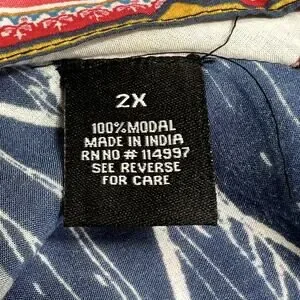 2X
100% MODAL
MADE IN INDIA
RN NO # 114997
SEE REVERSE
FOR CARE